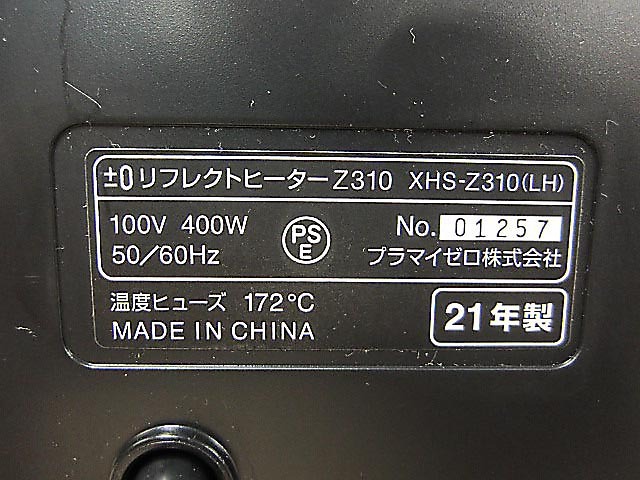 ±0 リフレクトヒーター Z310 XHS-Z310(LH)
100V 400W
50/60Hz
PS
E
No. 01257
プラマイゼロ株式会社
温度ヒューズ 172℃
MADE IN CHINA
21年製